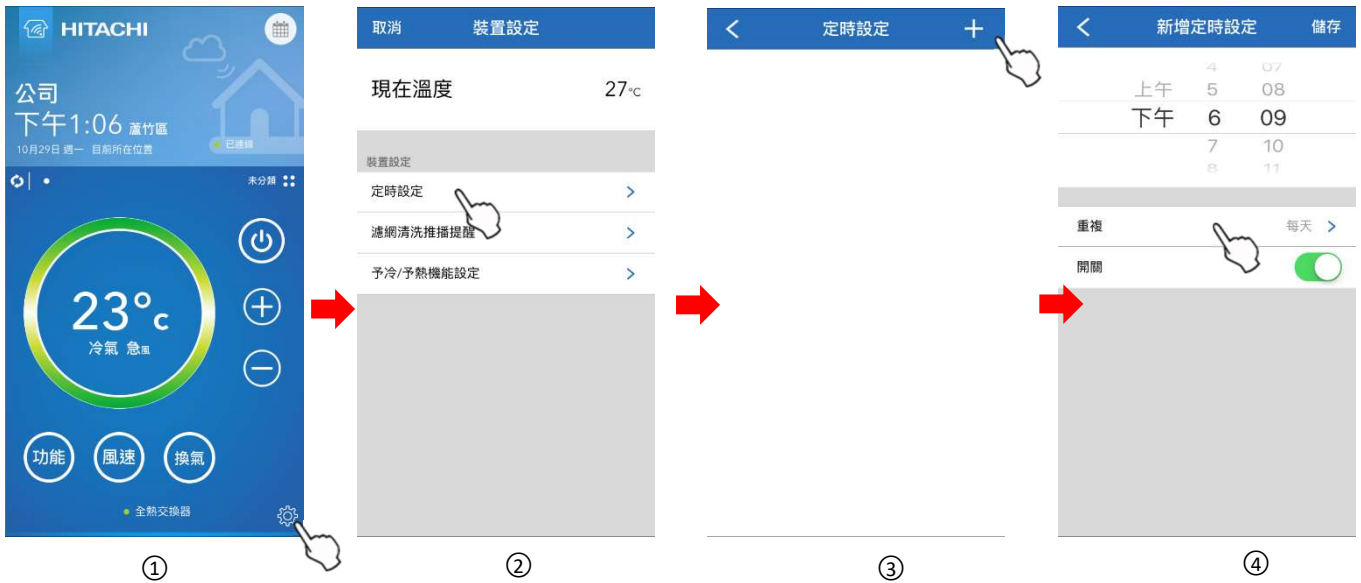 HITACHI
公司
下午1:06 蘆竹區
10月29日 週一 目前所在位置
已連線
未分類
23°c
冷氣 急風
功能
風速
換氣
全熱交換器
①
取消
裝置設定
現在溫度
27°C
裝置設定
定時設定
濾網清洗推播提醒
予冷/予熱機能設定
②
定時設定
③
新增定時設定
儲存
4 07
上午 5 08
下午 6 09
7 10
8 11
重複
每天
開關
④